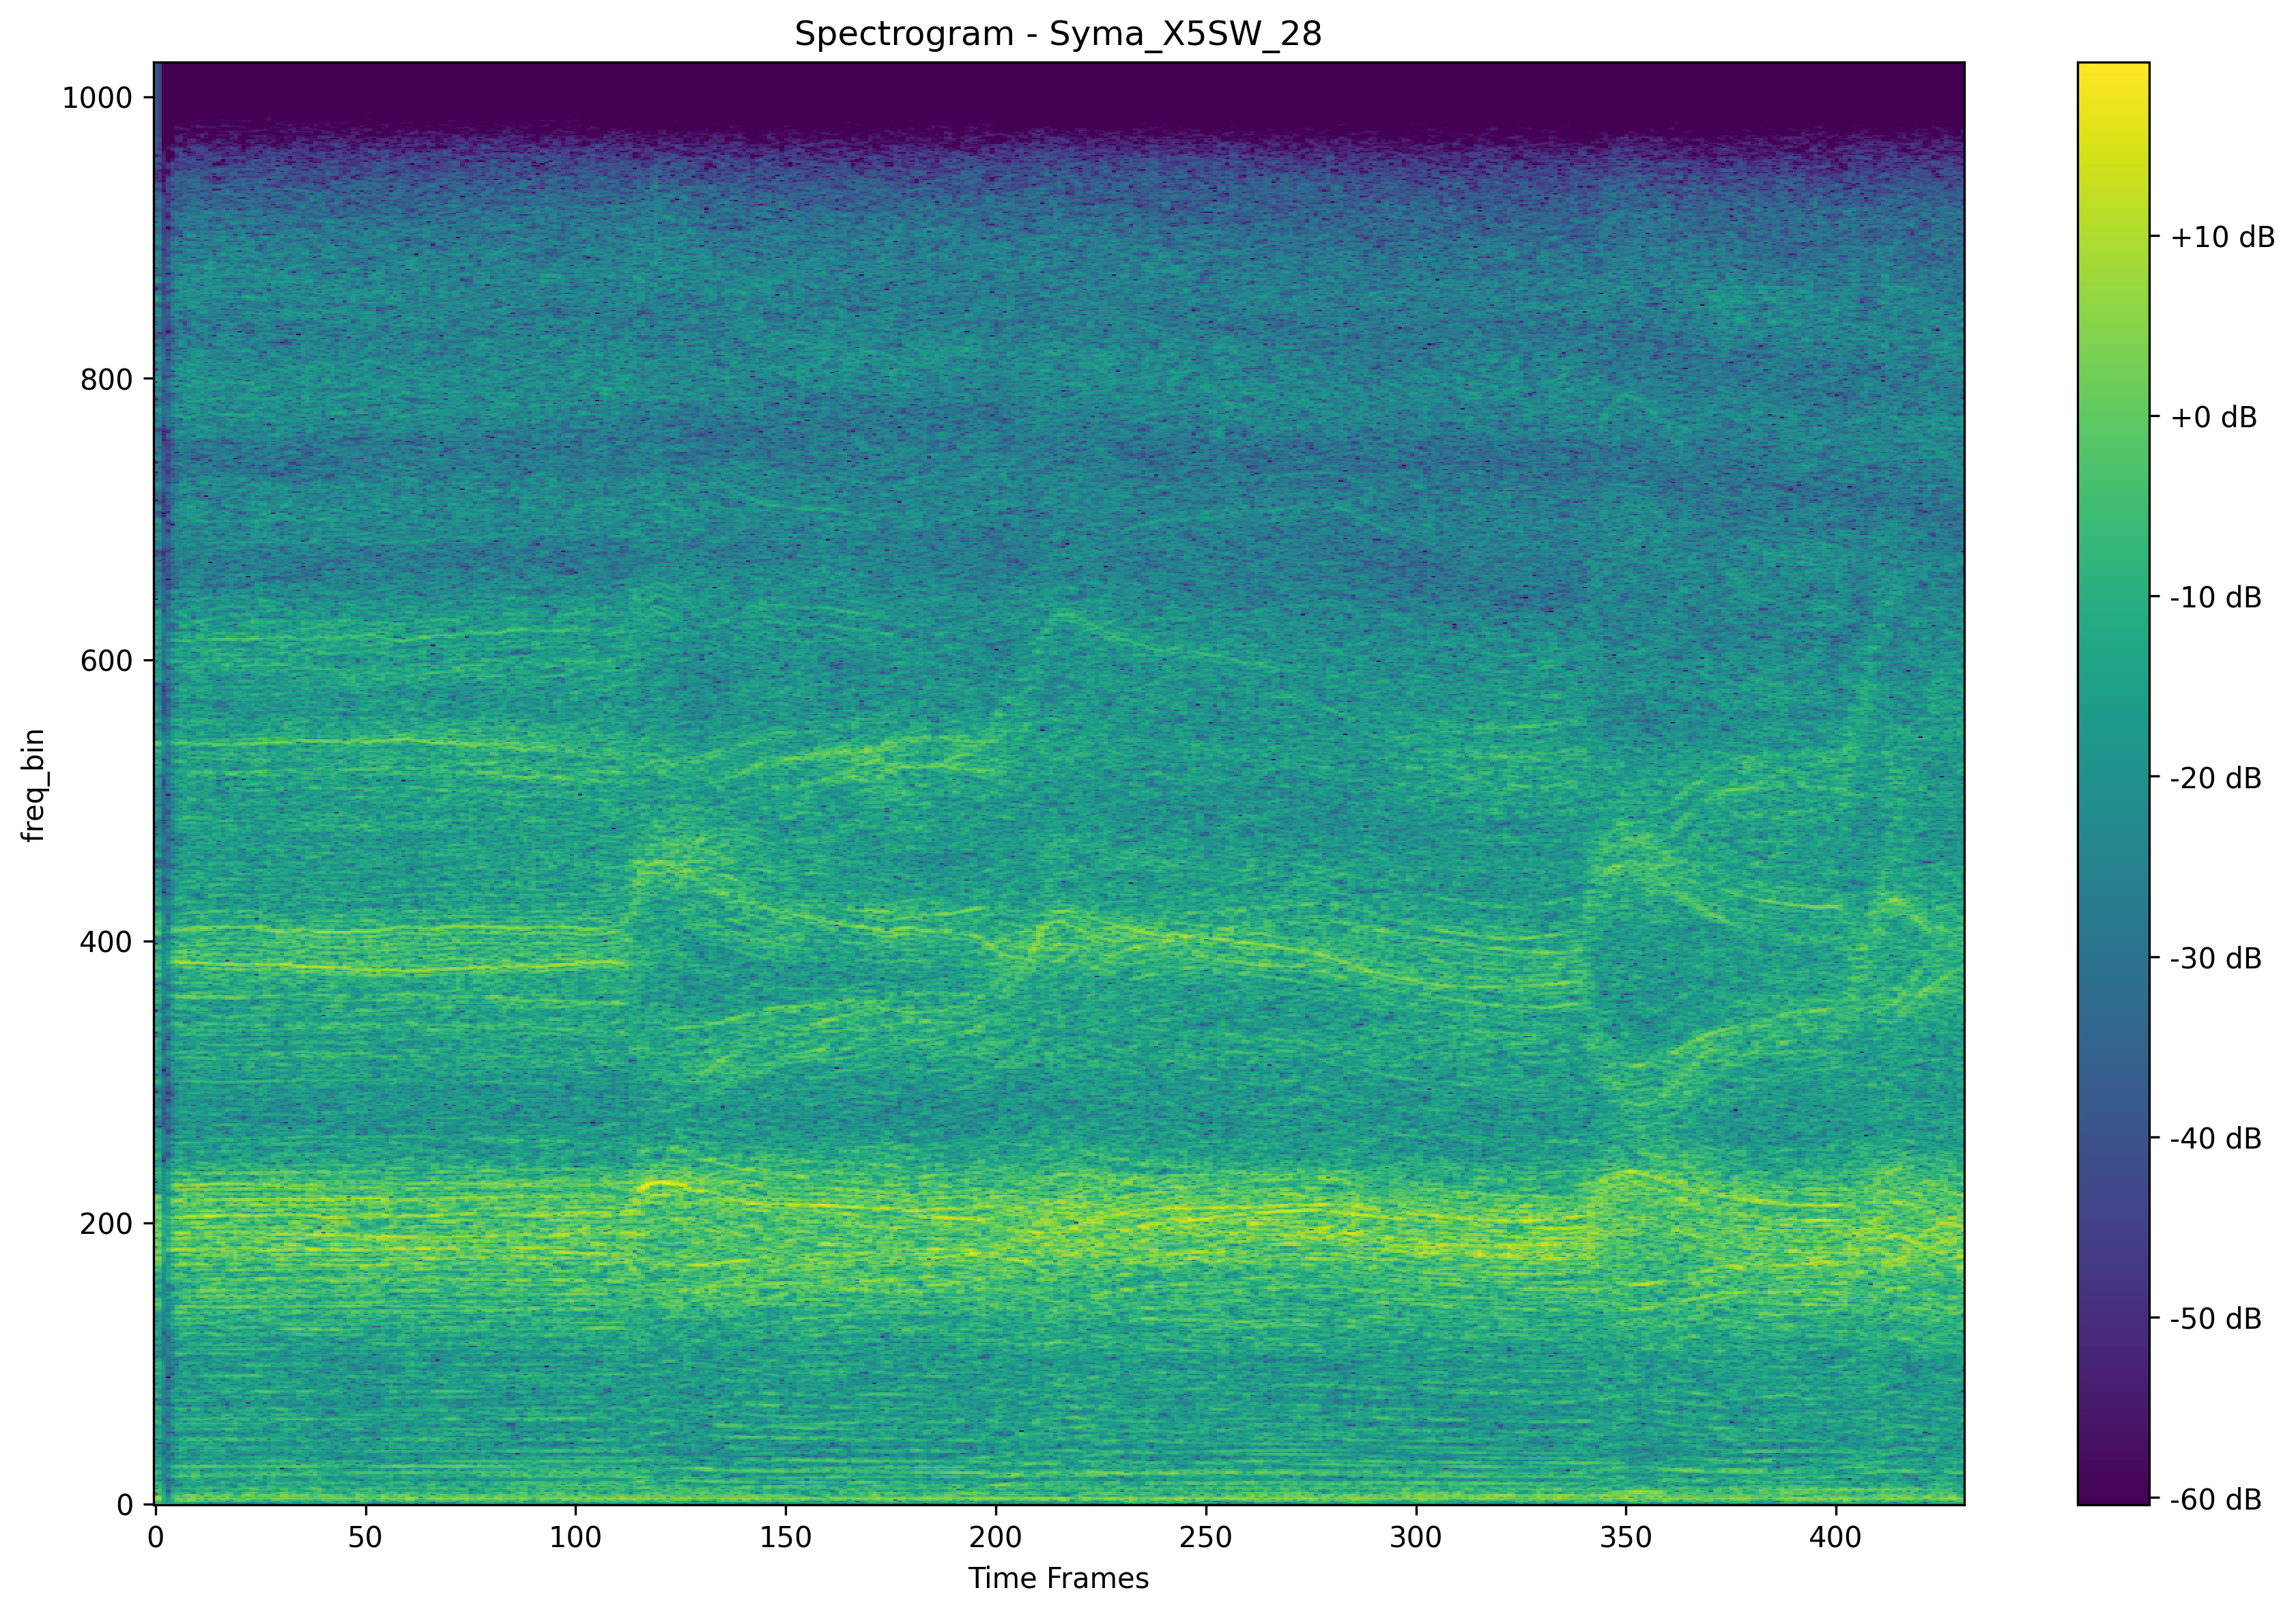 Spectrogram - Syma_X5SW_28
freq_bin
1000
800
600
400
200
0
0 50 100 150 200 250 300 350 400
Time Frames
+10 dB
+0 dB
-10 dB
-20 dB
-30 dB
-40 dB
-50 dB
-60 dB